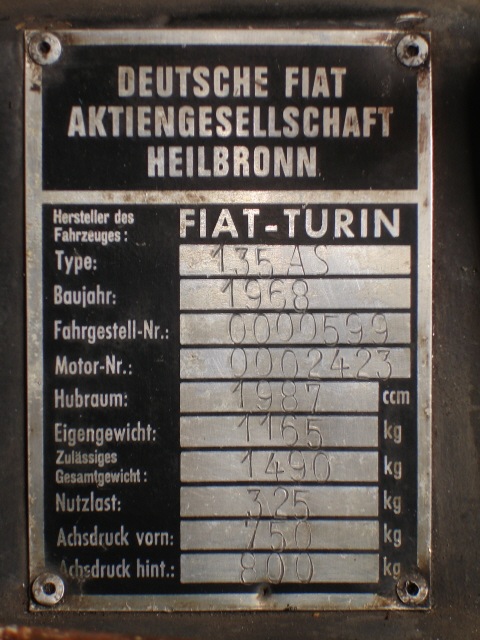 DEUTSCHE FIAT
AKTIENGESELLSCHAFT
HEILBRONN
Hersteller des Fahrzeuges: FIAT-TURIN
Type: 135 AS
Baujahr: 1968
Fahrgestell-Nr.: 0000599
Motor-Nr.: 0002423
Hubraum: 1987 ccm
Eigengewicht: 1165 kg
Zulässiges Gesamtgewicht: 1490 kg
Nutzlast: 325 kg
Achsdruck vorn: 750 kg
Achsdruck hint.: 800 kg